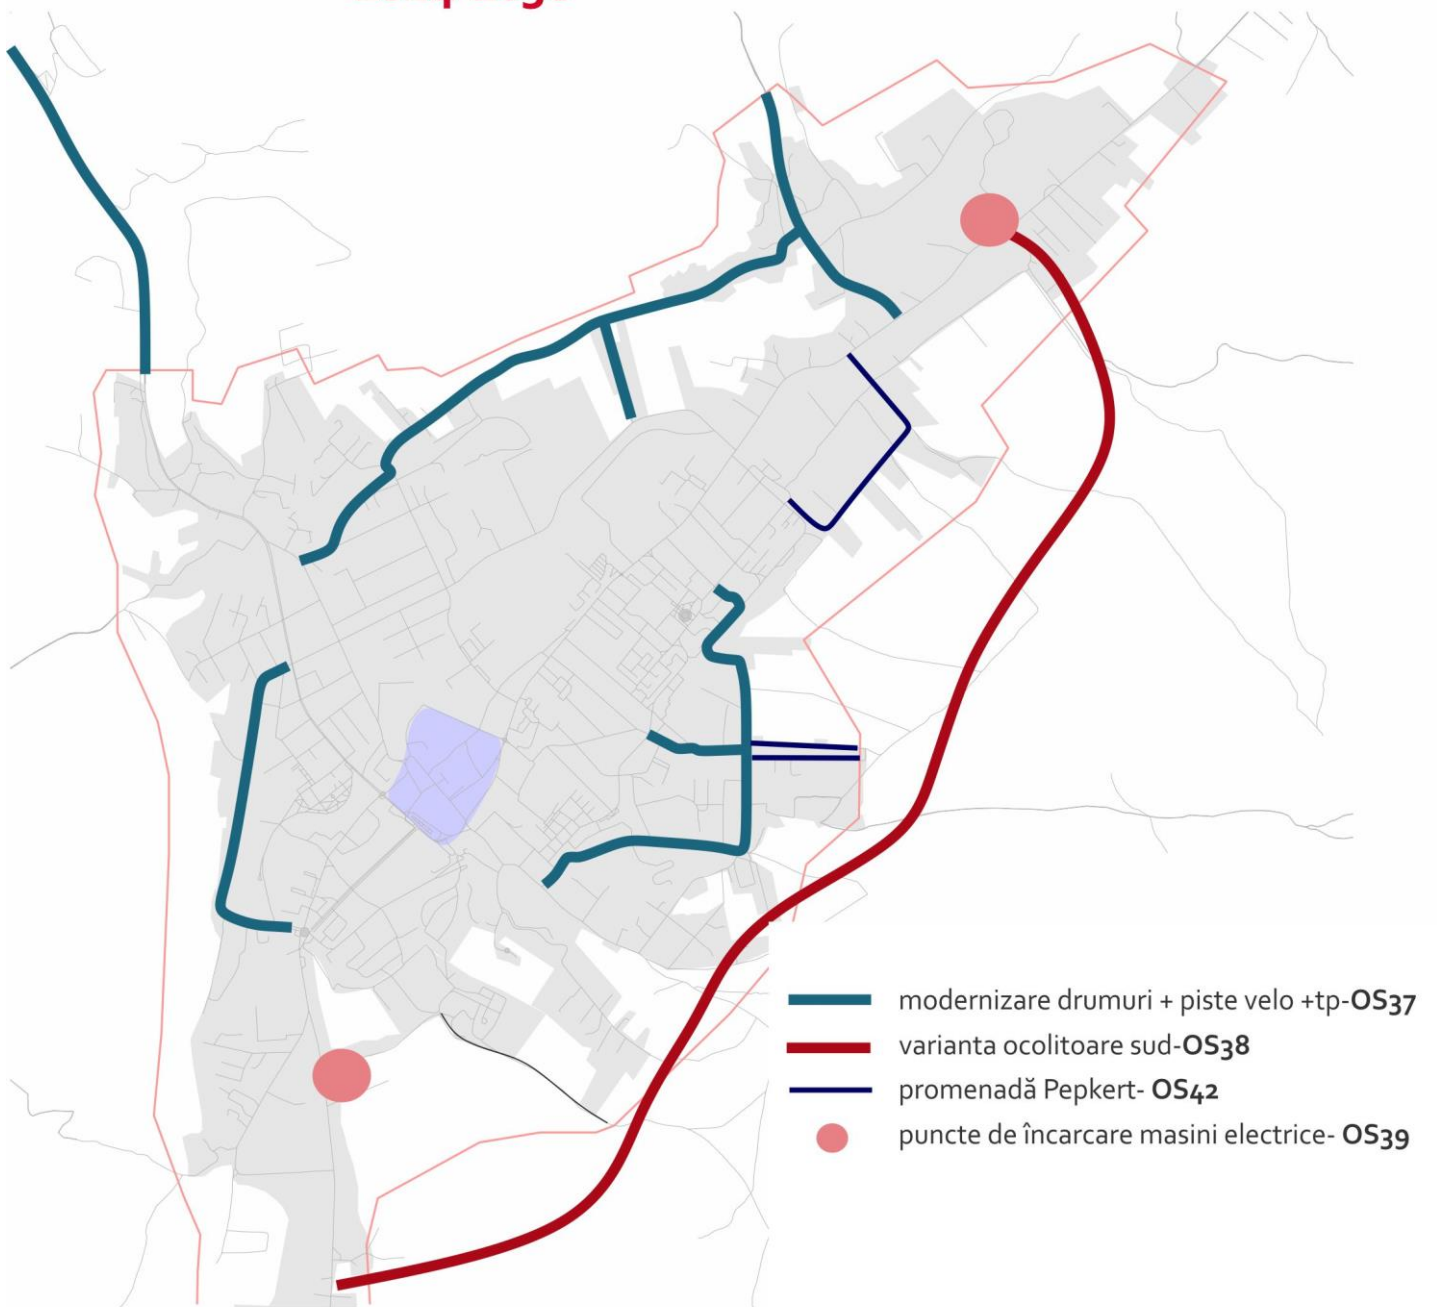 modernizare drumuri + piste velo +tp-OS37
varianta ocolitoare sud-OS38
promenadă Pepkert- OS42
puncte de încarcare masini electrice- OS39